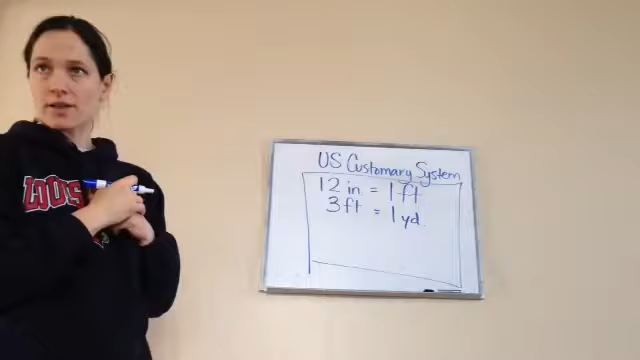 US Customary System
12 in = 1 ft
3 ft = 1 yd.